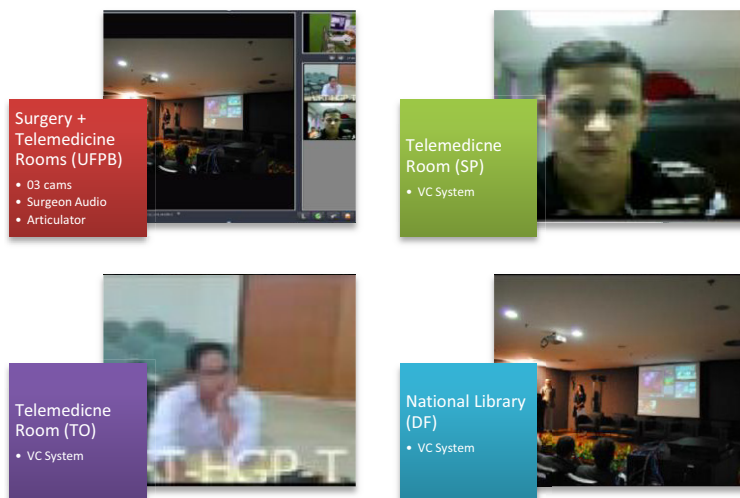 Surgery +
Telemedicine
Rooms (UFPB)
• 03 cams
• Surgeon Audio
• Articulator
Telemedicne
Room (SP)
• VC System
Telemedicne
Room (TO)
• VC System
T-HGP-T
National Library
(DF)
• VC System